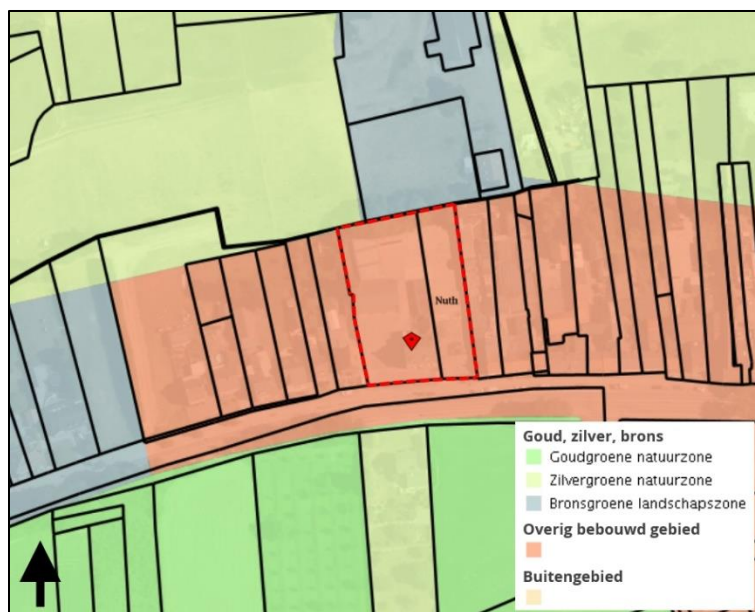 Nuth
Goud, zilver, brons
Goudgroene natuurzone
Zilvergroene natuurzone
Bronsgroene landschapszone
Overig bebouwd gebied
Buitengebied